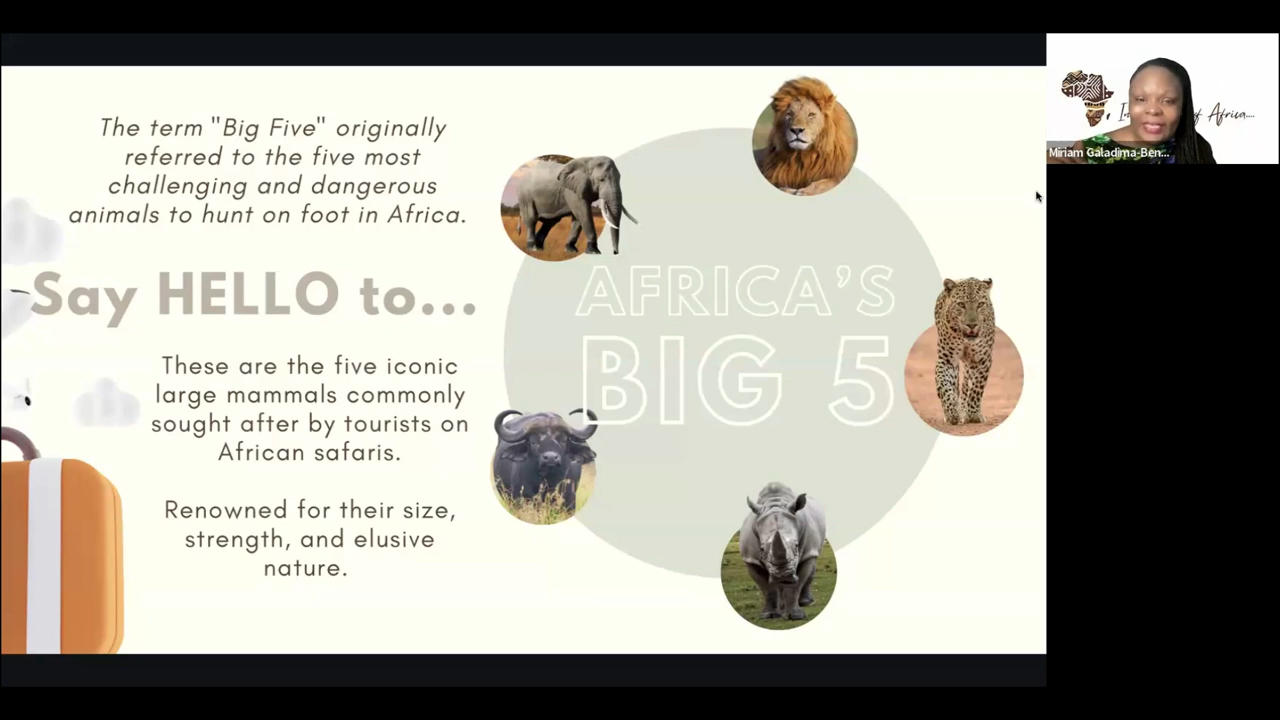 The term "Big Five" originally
referred to the five most
challenging and dangerous
animals to hunt on foot in Africa.
Say HELLO to...
These are the five iconic
large mammals commonly
sought after by tourists on
African safaris.
Renowned for their size,
strength, and elusive
nature.
AFRICA'S
BIG 5
of Africa....
Miriam Galadima-Ben...